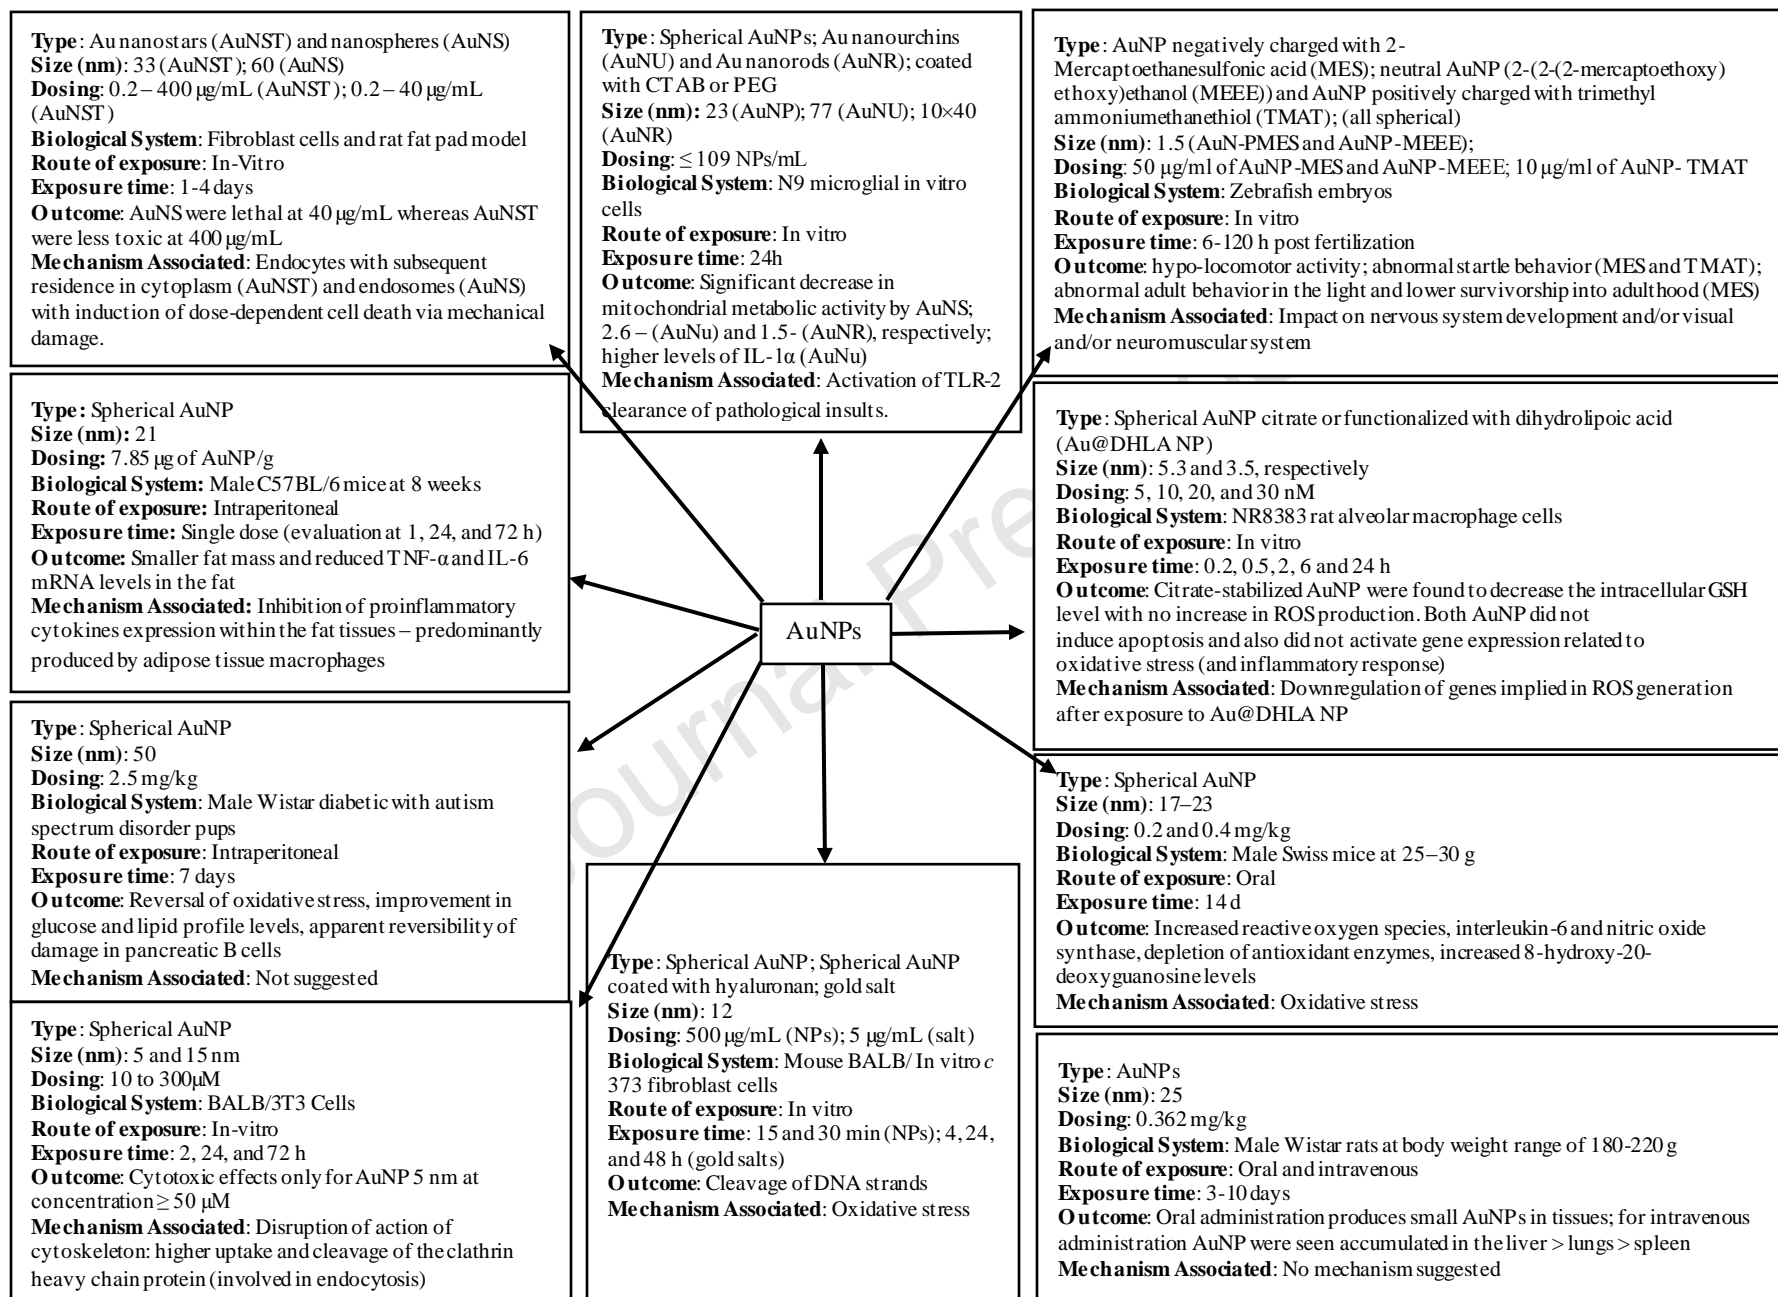 Type: Au nanostars (AuNST) and nanospheres (AuNS)
Size (nm): 33 (AuNST); 60 (AuNS)
Dosing: 0.2 – 400 µg/mL (AuNST); 0.2 – 40 µg/mL
(AuNST)
Biological System: Fibroblast cells and rat fat pad model
Route of exposure: In-Vitro
Exposure time: 1-4 days
Outcome: AuNS were lethal at 40 µg/mL whereas AuNST
were less toxic at 400 µg/mL
Mechanism Associated: Endocytes with subsequent
residence in cytoplasm (AuNST) and endosomes (AuNS)
with induction of dose-dependent cell death via mechanical
damage.
Type: Spherical AuNPs; Au nanourchins
(AuNU) and Au nanorods (AuNR); coated
with CTAB or PEG
Size (nm): 23 (AuNP); 77 (AuNU); 10×40
(AuNR)
Dosing: ≤ 109 NPs/mL
Biological System: N9 microglial in vitro
cells
Route of exposure: In vitro
Exposure time: 24h
Outcome: Significant decrease in
mitochondrial metabolic activity by AuNS;
2.6 – (AuNu) and 1.5- (AuNR), respectively;
higher levels of IL-1α (AuNu)
Mechanism Associated: Activation of TLR-2
clearance of pathological insults.
Type: AuNP negatively charged with 2-
Mercaptoethanesulfonic acid (MES); neutral AuNP (2-(2-(2-mercaptoethoxy)
ethoxy)ethanol (MEEE)) and AuNP positively charged with trimethyl
ammoniumethanethiol (TMAT); (all spherical)
Size (nm): 1.5 (AuN-PMES and AuNP-MEEE);
Dosing: 50 µg/ml of AuNP-MES and AuNP-MEEE; 10 µg/ml of AuNP- TMAT
Biological System: Zebrafish embryos
Route of exposure: In vitro
Exposure time: 6-120 h post fertilization
Outcome: hypo-locomotor activity; abnormal startle behavior (MES and TMAT);
abnormal adult behavior in the light and lower survivorship into adulthood (MES)
Mechanism Associated: Impact on nervous system development and/or visual
and/or neuromuscular system
Type: Spherical AuNP
Size (nm): 21
Dosing: 7.85 µg of AuNP/g
Biological System: Male C57BL/6 mice at 8 weeks
Route of exposure: Intraperitoneal
Exposure time: Single dose (evaluation at 1, 24, and 72 h)
Outcome: Smaller fat mass and reduced TNF-α and IL-6
mRNA levels in the fat
Mechanism Associated: Inhibition of proinflammatory
cytokines expression within the fat tissues – predominantly
produced by adipose tissue macrophages
Type: Spherical AuNP citrate or functionalized with dihydrolipoic acid
(Au@DHLA NP)
Size (nm): 5.3 and 3.5, respectively
Dosing: 5, 10, 20, and 30 nM
Biological System: NR8383 rat alveolar macrophage cells
Route of exposure: In vitro
Exposure time: 0.2, 0.5, 2, 6 and 24 h
Outcome: Citrate-stabilized AuNP were found to decrease the intracellular GSH
level with no increase in ROS production. Both AuNP did not
induce apoptosis and also did not activate gene expression related to
oxidative stress (and inflammatory response)
Mechanism Associated: Downregulation of genes implied in ROS generation
after exposure to Au@DHLA NP
AuNPs
Journal Pre
Type: Spherical AuNP
Size (nm): 50
Dosing: 2.5 mg/kg
Biological System: Male Wistar diabetic with autism
spectrum disorder pups
Route of exposure: Intraperitoneal
Exposure time: 7 days
Outcome: Reversal of oxidative stress, improvement in
glucose and lipid profile levels, apparent reversibility of
damage in pancreatic B cells
Mechanism Associated: Not suggested
Type: Spherical AuNP
Size (nm): 17–23
Dosing: 0.2 and 0.4 mg/kg
Biological System: Male Swiss mice at 25–30 g
Route of exposure: Oral
Exposure time: 14 d
Outcome: Increased reactive oxygen species, interleukin-6 and nitric oxide
synthase, depletion of antioxidant enzymes, increased 8-hydroxy-20-
deoxyguanosine levels
Mechanism Associated: Oxidative stress
Type: Spherical AuNP
Size (nm): 5 and 15 nm
Dosing: 10 to 300µM
Biological System: BALB/3T3 Cells
Route of exposure: In-vitro
Exposure time: 2, 24, and 72 h
Outcome: Cytotoxic effects only for AuNP 5 nm at
concentration ≥ 50 µM
Mechanism Associated: Disruption of action of
cytoskeleton: higher uptake and cleavage of the clathrin
heavy chain protein (involved in endocytosis)
Type: Spherical AuNP; Spherical AuNP
coated with hyaluronan; gold salt
Size (nm): 12
Dosing: 500 µg/mL (NPs); 5 µg/mL (salt)
Biological System: Mouse BALB/ In vitro c
373 fibroblast cells
Route of exposure: In vitro
Exposure time: 15 and 30 min (NPs); 4, 24,
and 48 h (gold salts)
Outcome: Cleavage of DNA strands
Mechanism Associated: Oxidative stress
Type: AuNPs
Size (nm): 25
Dosing: 0.362 mg/kg
Biological System: Male Wistar rats at body weight range of 180-220 g
Route of exposure: Oral and intravenous
Exposure time: 3-10 days
Outcome: Oral administration produces small AuNPs in tissues; for intravenous
administration AuNP were seen accumulated in the liver > lungs > spleen
Mechanism Associated: No mechanism suggested